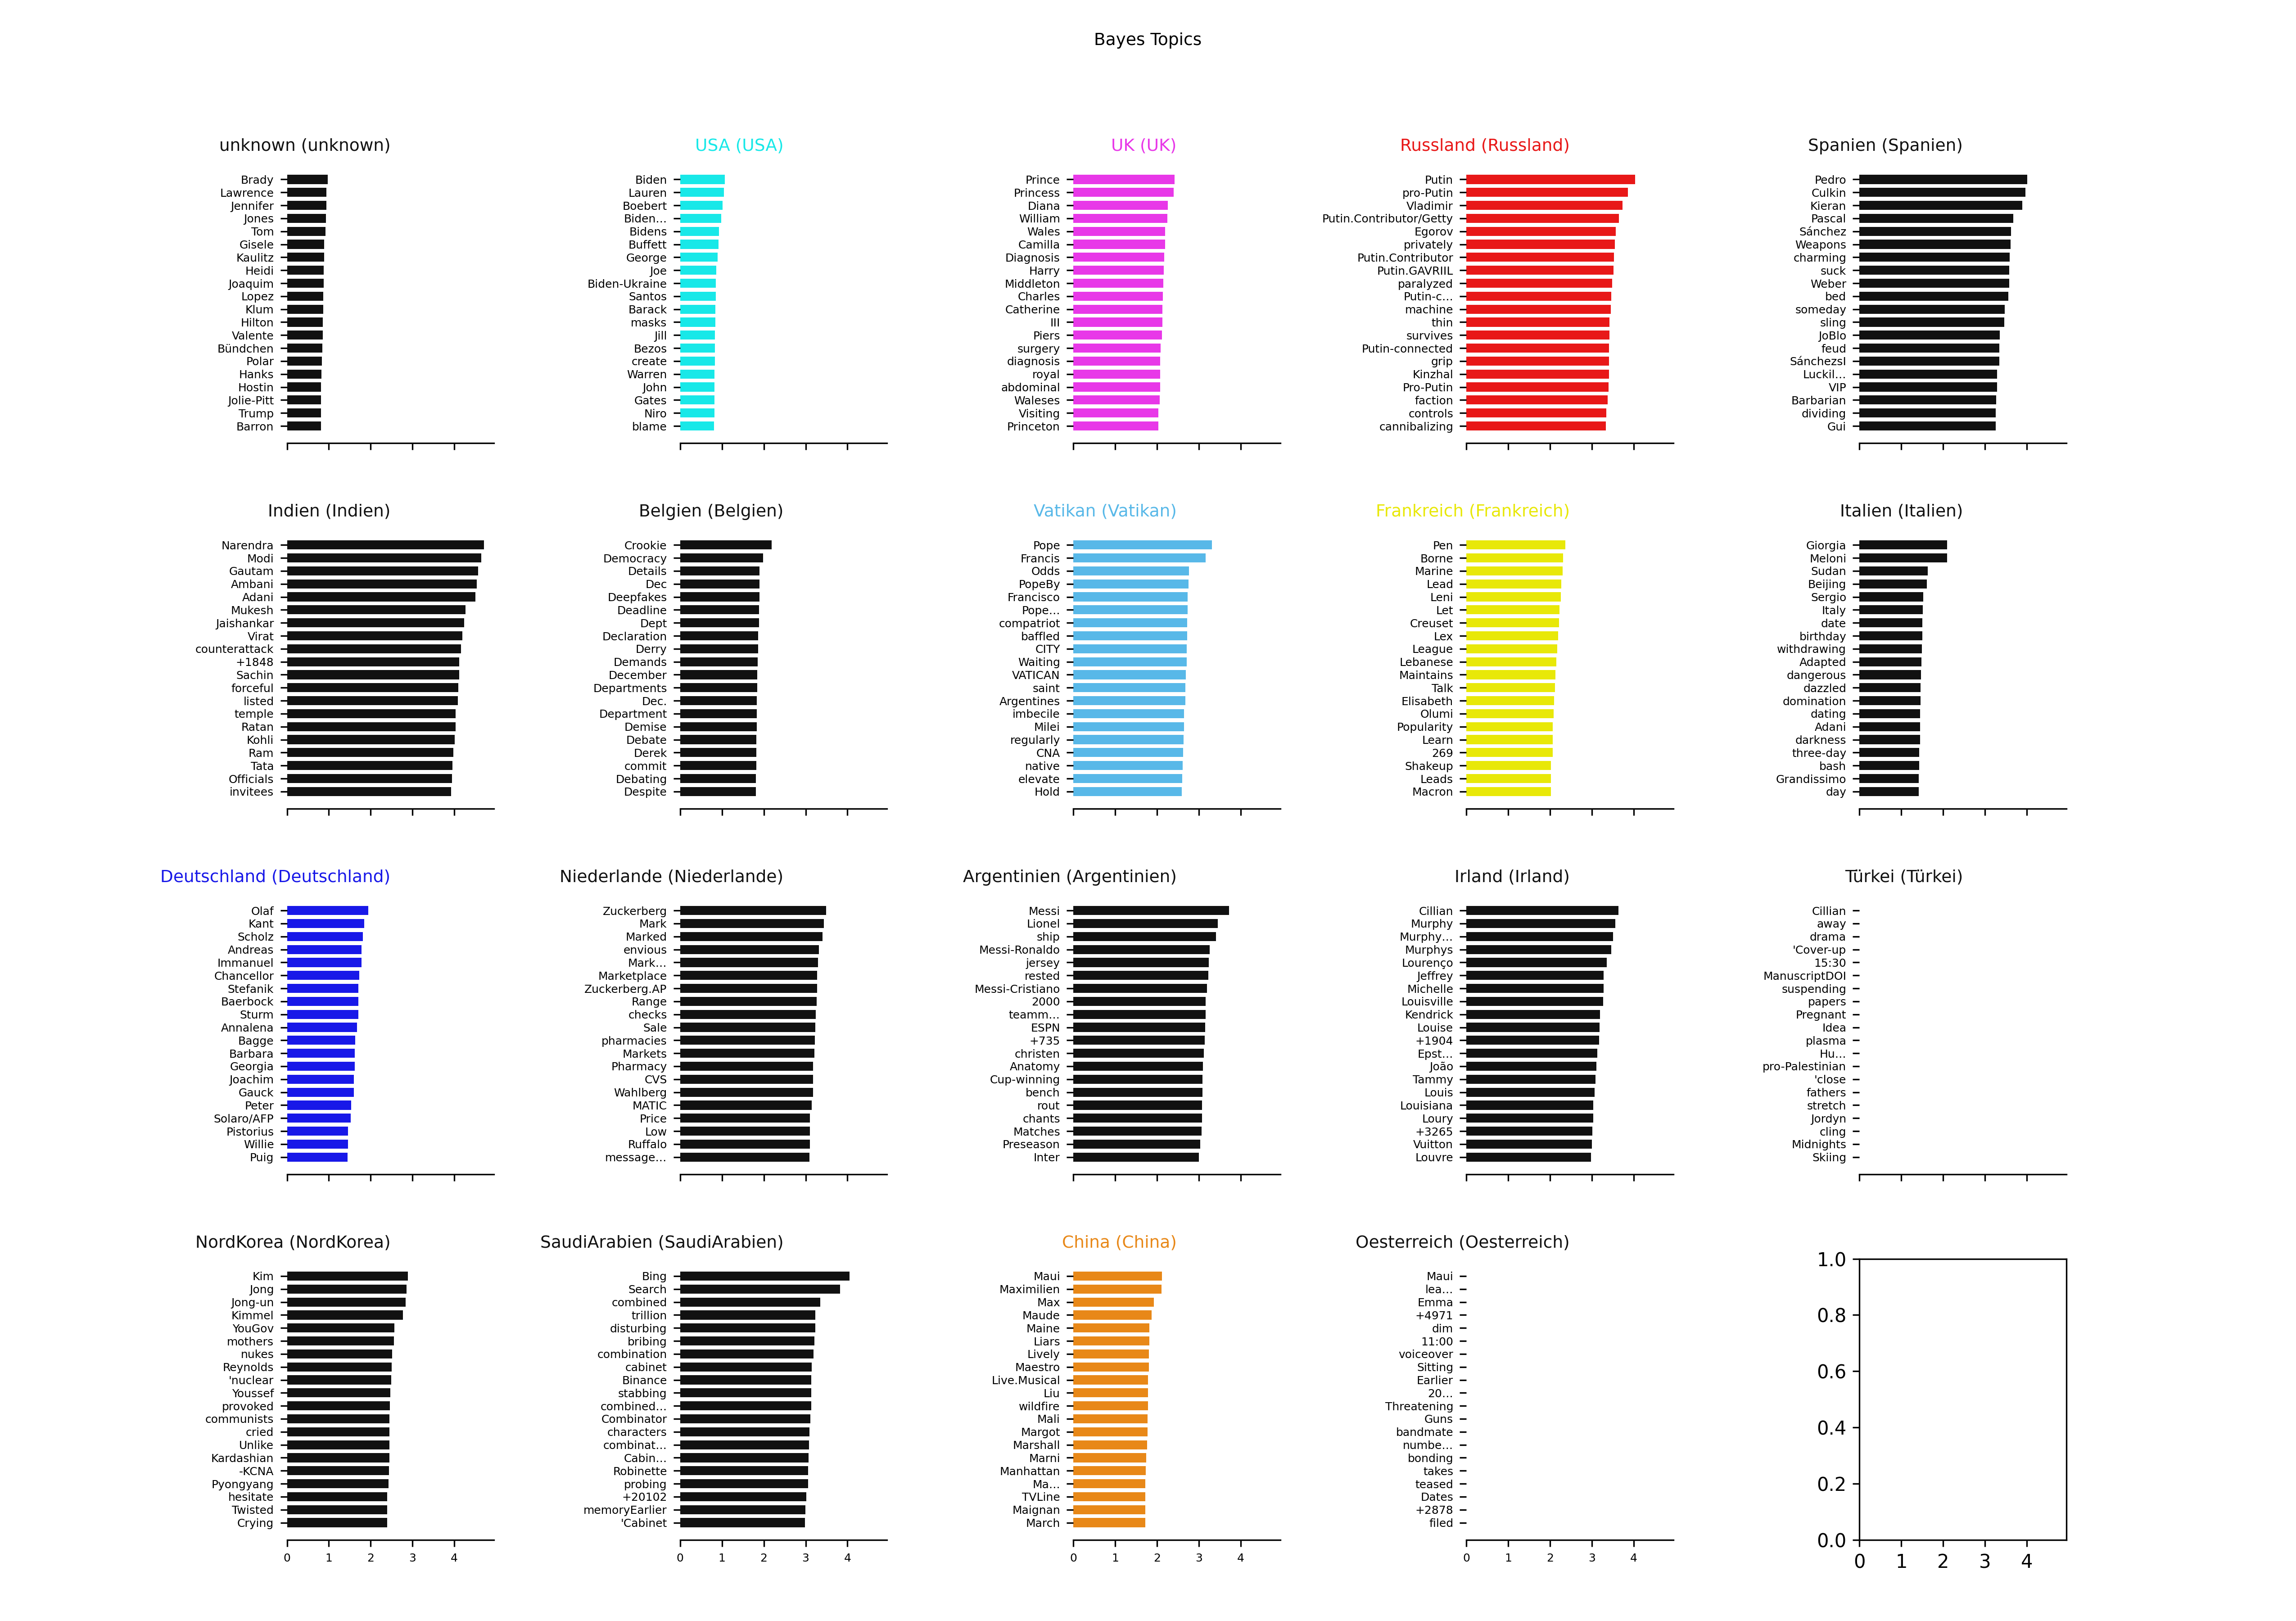 Bayes Topics
unknown (unknown)
Brady
Lawrence
Jennifer
Jones
Tom
Gisele
Kaulitz
Heidi
Joaquim
Lopez
Klum
Hilton
Valente
Bündchen
Polar
Hanks
Hostin
Jolie-Pitt
Trump
Barron
USA (USA)
Biden
Lauren
Boebert
Biden...
Bidens
Buffett
George
Joe
Biden-Ukraine
Santos
Barack
masks
Jill
Bezos
create
Warren
John
Gates
Niro
blame
UK (UK)
Prince
Princess
Diana
William
Wales
Camilla
Diagnosis
Harry
Middleton
Charles
Catherine
III
Piers
surgery
diagnosis
royal
abdominal
Waleses
Visiting
Princeton
Russland (Russland)
Putin
pro-Putin
Vladimir
Putin.Contributor/Getty
Egorov
privately
Putin.Contributor
Putin.GAVRIIL
paralyzed
Putin-c...
machine
thin
survives
Putin-connected
grip
Kinzhal
Pro-Putin
faction
controls
cannibalizing
Spanien (Spanien)
Pedro
Culkin
Kieran
Pascal
Sánchez
Weapons
charming
suck
Weber
bed
someday
sling
JoBlo
feud
SánchezsI
Luckil...
VIP
Barbarian
dividing
Gui
Indien (Indien)
Narendra
Modi
Gautam
Ambani
Adani
Mukesh
Jaishankar
Virat
counterattack
+1848
Sachin
forceful
listed
temple
Ratan
Kohli
Ram
Tata
Officials
invitees
Belgien (Belgien)
Crookie
Democracy
Details
Dec
Deepfakes
Deadline
Dept
Declaration
Derry
Demands
December
Departments
Dec.
Department
Demise
Debate
Derek
commit
Debating
Despite
Vatikan (Vatikan)
Pope
Francis
Odds
PopeBy
Francisco
Pope...
compatriot
baffled
CITY
Waiting
VATICAN
saint
Argentines
imbecile
Milei
regularly
CNA
native
elevate
Hold
Frankreich (Frankreich)
Pen
Borne
Marine
Lead
Leni
Let
Creuset
Lex
League
Lebanese
Maintains
Talk
Elisabeth
Olumi
Popularity
Learn
269
Shakeup
Leads
Macron
Italien (Italien)
Giorgia
Meloni
Sudan
Beijing
Sergio
Italy
date
birthday
withdrawing
Adapted
dangerous
dazzled
domination
dating
Adani
darkness
three-day
bash
Grandissimo
day
Deutschland (Deutschland)
Olaf
Kant
Scholz
Andreas
Immanuel
Chancellor
Stefanik
Baerbock
Sturm
Annalena
Bagge
Barbara
Georgia
Joachim
Gauck
Peter
Solaro/AFP
Pistorius
Willie
Puig
Niederlande (Niederlande)
Zuckerberg
Mark
Marked
envious
Mark...
Marketplace
Zuckerberg.AP
Range
checks
Sale
pharmacies
Markets
Pharmacy
CVS
Wahlberg
MATIC
Price
Low
Ruffalo
message...
Argentinien (Argentinien)
Messi
Lionel
ship
Messi-Ronaldo
jersey
rested
Messi-Cristiano
2000
teamm...
ESPN
+735
christen
Anatomy
Cup-winning
bench
rout
chants
Matches
Preseason
Inter
Irland (Irland)
Cillian
Murphy
Murphy...
Murphys
Lourenço
Jeffrey
Michelle
Louisville
Kendrick
Louise
+1904
Epst...
João
Tammy
Louis
Louisiana
Loury
+3265
Vuitton
Louvre
Türkei (Türkei)
Cillian
away
drama
'Cover-up
15:30
ManuscriptDOI
suspending
papers
Pregnant
Idea
plasma
Hu...
pro-Palestinian
'close
fathers
stretch
Jordyn
cling
Midnights
Skiing
NordKorea (NordKorea)
Kim
Jong
Jong-un
Kimmel
YouGov
mothers
nukes
Reynolds
'nuclear
Youssef
provoked
communists
cried
Unlike
Kardashian
-KCNA
Pyongyang
hesitate
Twisted
Crying
0 1 2 3 4
SaudiArabien (SaudiArabien)
Bing
Search
combined
trillion
disturbing
bribing
combination
cabinet
Binance
stabbing
combined...
Combinator
characters
combinat...
Cabin...
Robinette
probing
+20102
memoryEarlier
'Cabinet
0 1 2 3 4
China (China)
Maui
Maximilien
Max
Maude
Maine
Liars
Lively
Maestro
Live.Musical
Liu
wildfire
Mali
Margot
Marshall
Marni
Manhattan
Ma...
TVLine
Maignan
March
0 1 2 3 4
Oesterreich (Oesterreich)
Maui
lea...
Emma
+4971
dim
11:00
voiceover
Sitting
Earlier
20...
Threatening
Guns
bandmate
numbe...
bonding
takes
teased
Dates
+2878
filed
0 1 2 3 4
1.0
0.8
0.6
0.4
0.2
0.0
0 1 2 3 4